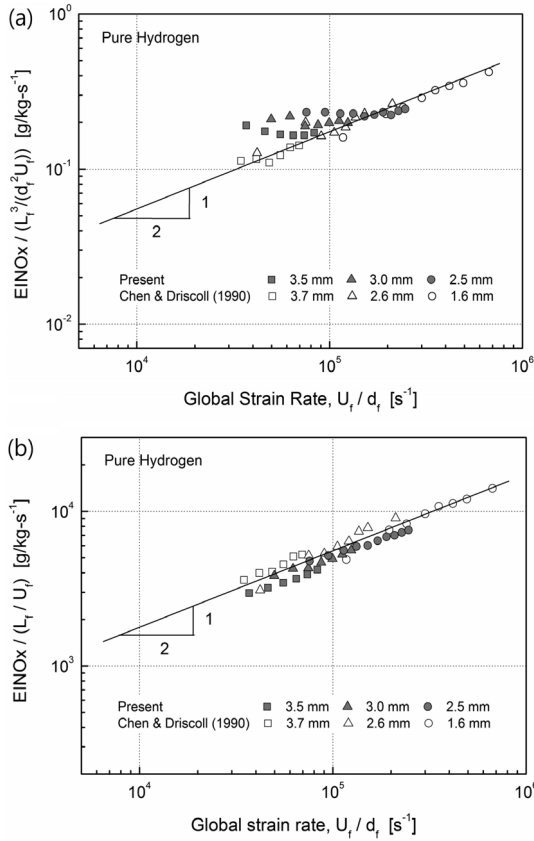 (a)
10⁰
Pure Hydrogen
10⁻¹
1
2
Present 3.5 mm 3.0 mm 2.5 mm
Chen & Driscoll (1990) 3.7 mm 2.6 mm 1.6 mm
10⁻²
10⁴ 10⁵ 10⁶
Global Strain Rate, U_f / d_f [s⁻¹]
EINOx / (L_f³/(d_f²U_f)) [g/kg-s⁻¹]
(b)
Pure Hydrogen
10⁴
1
2
10³
Present 3.5 mm 3.0 mm 2.5 mm
Chen & Driscoll (1990) 3.7 mm 2.6 mm 1.6 mm
10⁴ 10⁵ 10⁶
Global strain rate, U_f / d_f [s⁻¹]
EINOx / (L_f / U_f) [g/kg-s⁻¹]